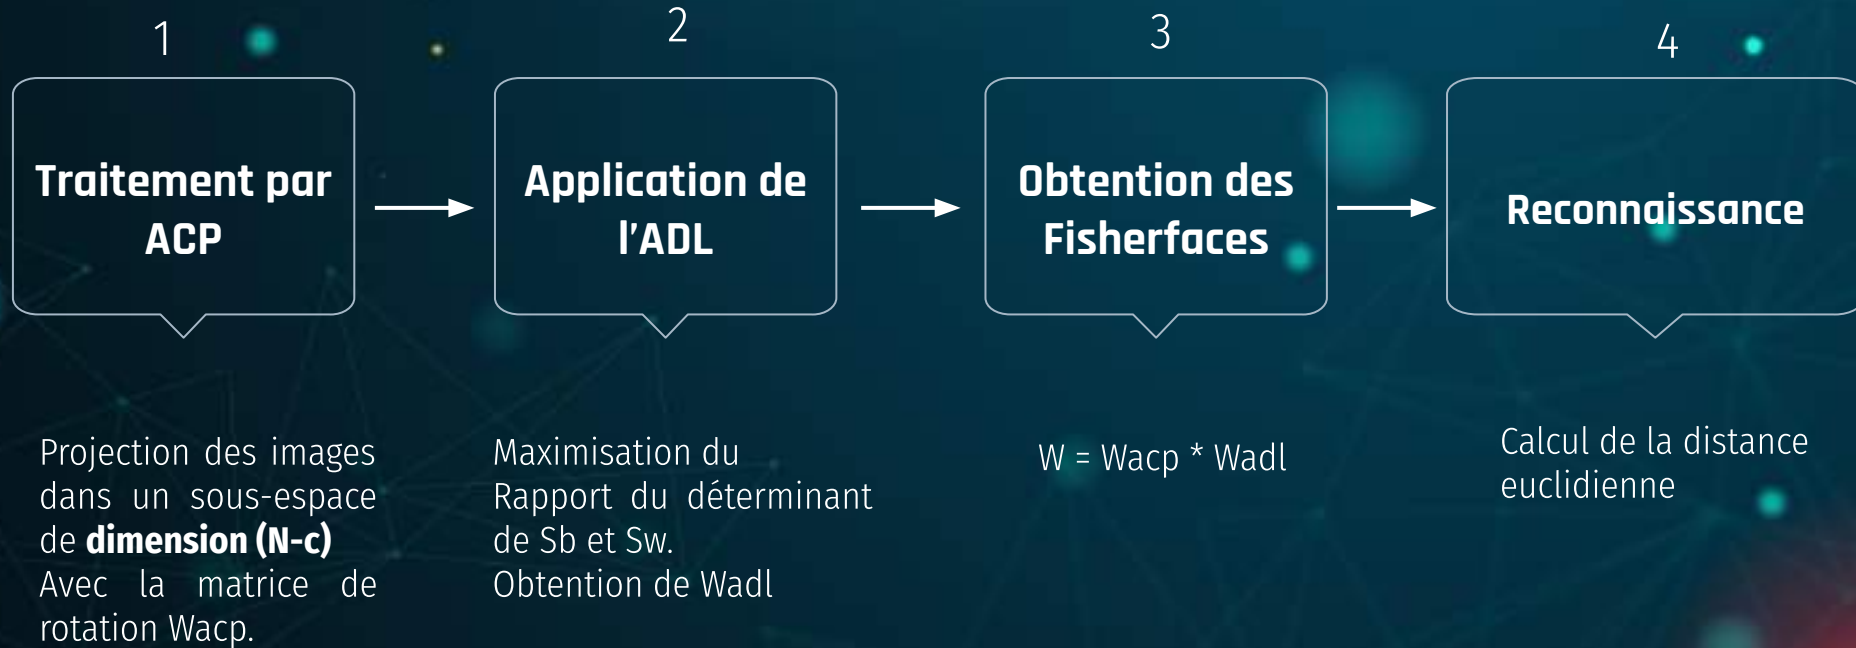 1
Traitement par
ACP
Projection des images
dans un sous-espace
de dimension (N-c)
Avec la matrice de
rotation Wacp.
2
Application de
l'ADL
Maximisation du
Rapport du déterminant
de Sb et Sw.
Obtention de Wadl
3
Obtention des
Fisherfaces
W = Wacp * Wadl
4
Reconnaissance
Calcul de la distance
euclidienne